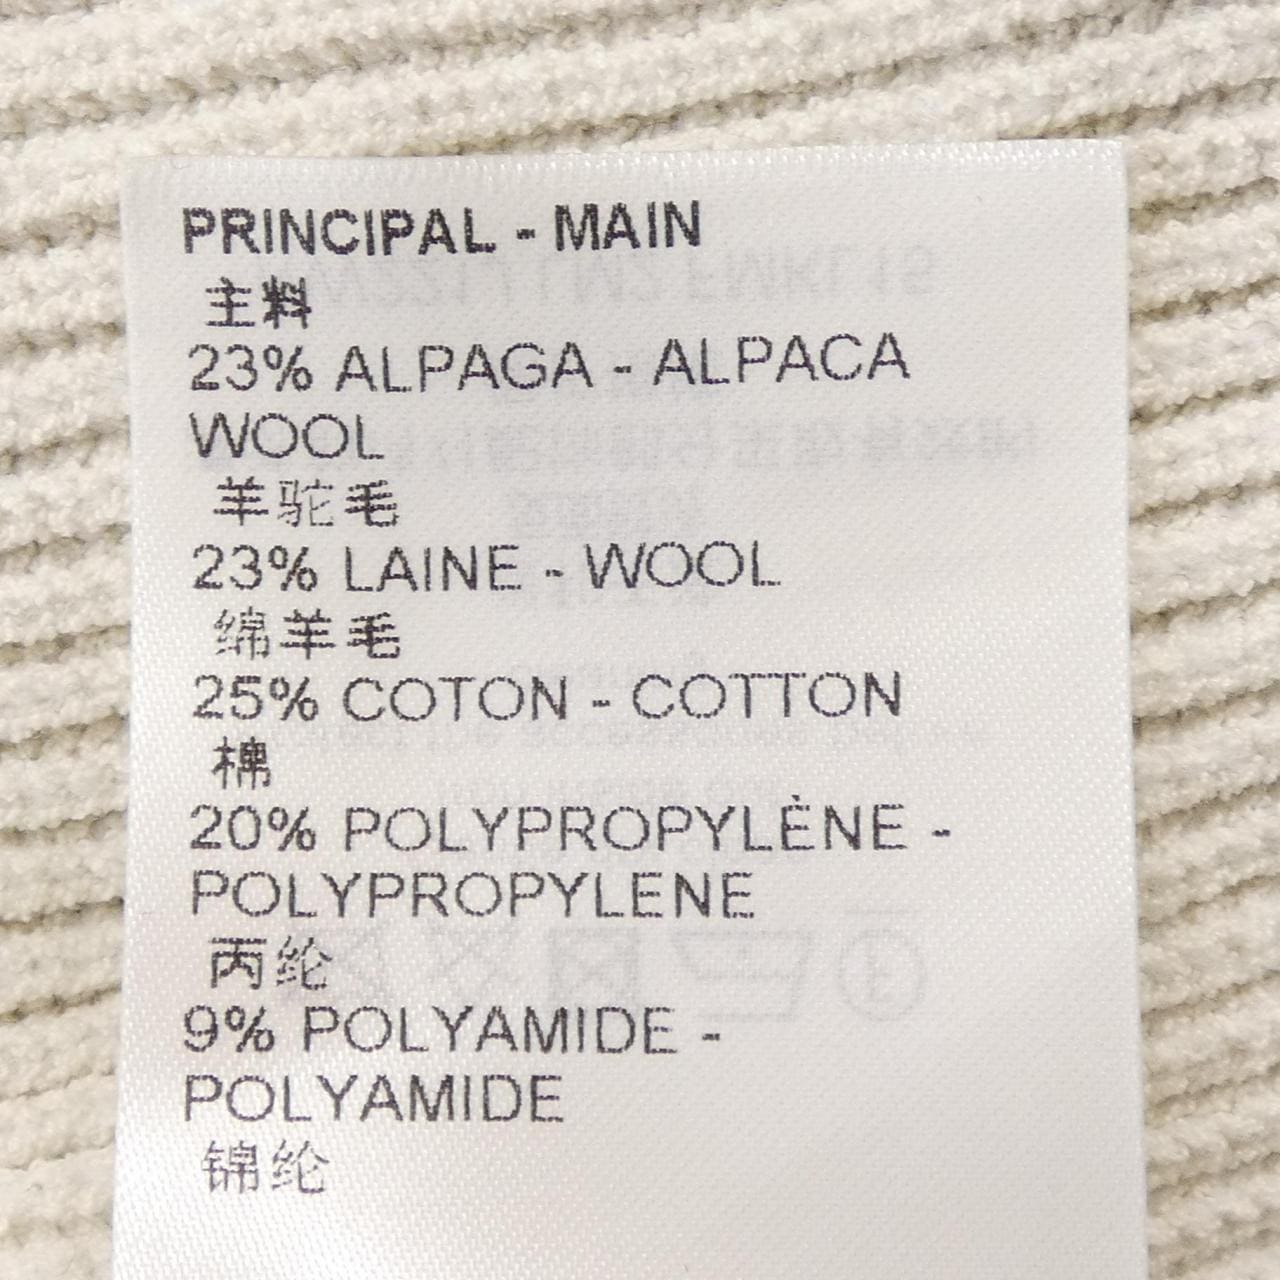 PRINCIPAL - MAIN
主料
23% ALPAGA - ALPACA
WOOL
羊驼毛
23% LAINE - WOOL
绵羊毛
25% COTON - COTTON
棉
20% POLYPROPYLÈNE -
POLYPROPYLENE
丙纶
9% POLYAMIDE -
POLYAMIDE
锦纶